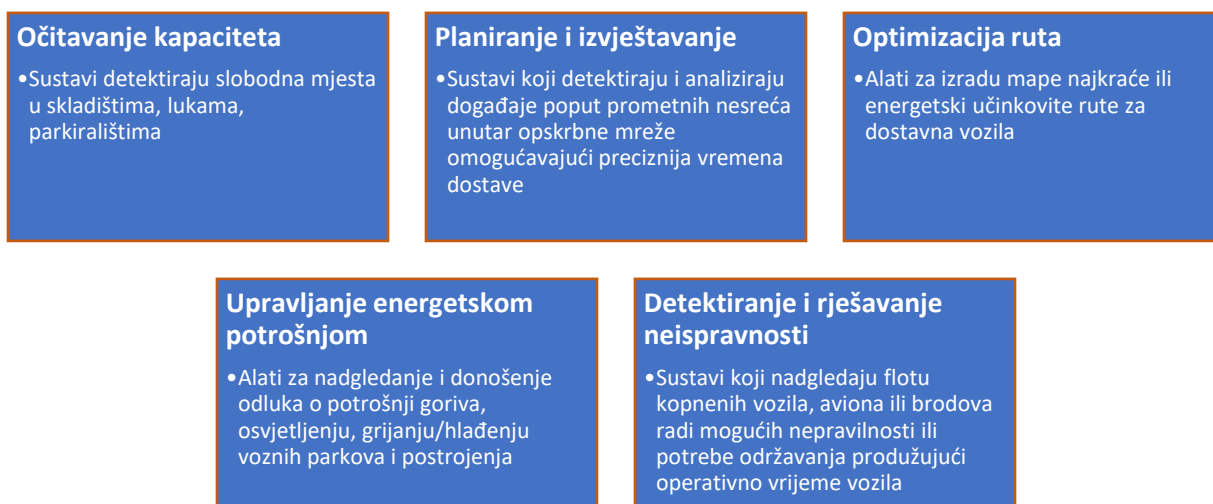 Očitavanje kapaciteta
•Sustavi detektiraju slobodna mjesta
u skladištima, lukama,
parkiralištima
Planiranje i izvještavanje
•Sustavi koji detektiraju i analiziraju
događaje poput prometnih nesreća
unutar opskrbne mreže
omogućavajući preciznija vremena
dostave
Optimizacija ruta
•Alati za izradu mape najkraće ili
energetski učinkovite rute za
dostavna vozila
Upravljanje energetskom
potrošnjom
•Alati za nadgledanje i donošenje
odluka o potrošnji goriva,
osvjetljenju, grijanju/hlađenju
voznih parkova i postrojenja
Detektiranje i rješavanje
neispravnosti
•Sustavi koji nadgledaju flotu
kopnenih vozila, aviona ili brodova
radi mogućih nepravilnosti ili
potrebe održavanja produžujući
operativno vrijeme vozila